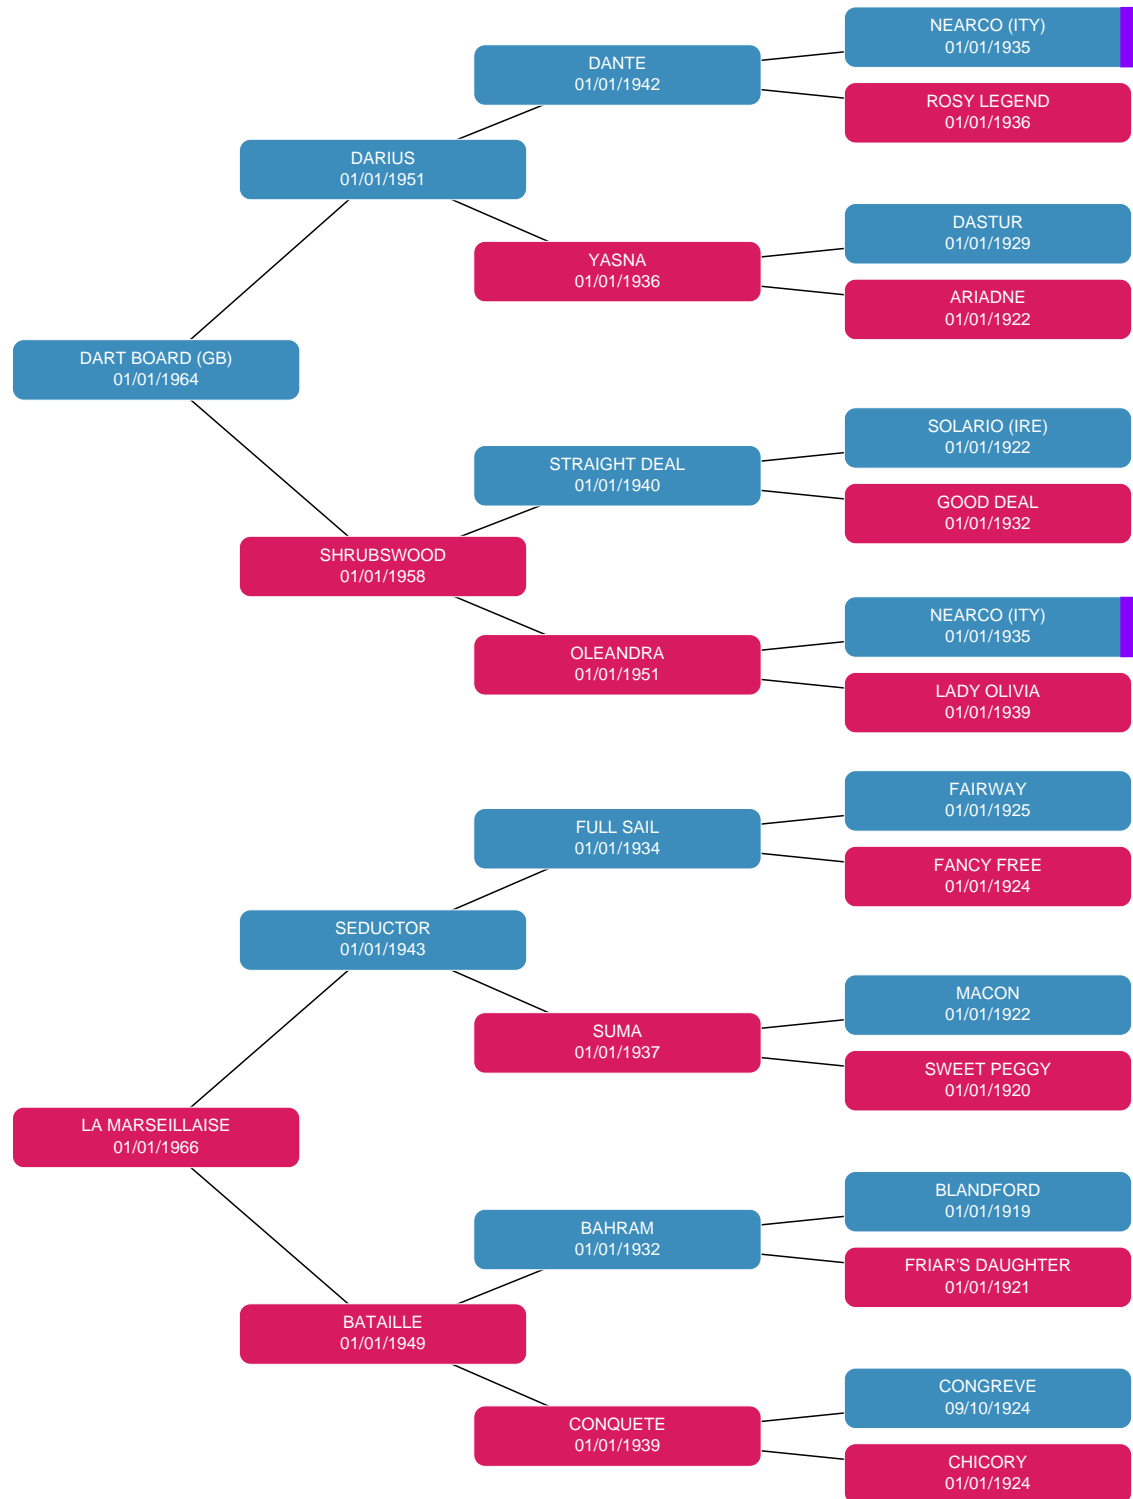 NEARCO (ITY)
01/01/1935
DANTE
01/01/1942
ROSY LEGEND
01/01/1936
DARIUS
01/01/1951
DASTUR
01/01/1929
YASNA
01/01/1936
ARIADNE
01/01/1922
DART BOARD (GB)
01/01/1964
SOLARIO (IRE)
01/01/1922
STRAIGHT DEAL
01/01/1940
GOOD DEAL
01/01/1932
SHRUBSWOOD
01/01/1958
NEARCO (ITY)
01/01/1935
OLEANDRA
01/01/1951
LADY OLIVIA
01/01/1939
FAIRWAY
01/01/1925
FULL SAIL
01/01/1934
FANCY FREE
01/01/1924
SEDUCTOR
01/01/1943
MACON
01/01/1922
SUMA
01/01/1937
SWEET PEGGY
01/01/1920
LA MARSEILLAISE
01/01/1966
BLANDFORD
01/01/1919
BAHRAM
01/01/1932
FRIAR'S DAUGHTER
01/01/1921
BATAILLE
01/01/1949
CONGREVE
09/10/1924
CONQUETE
01/01/1939
CHICORY
01/01/1924